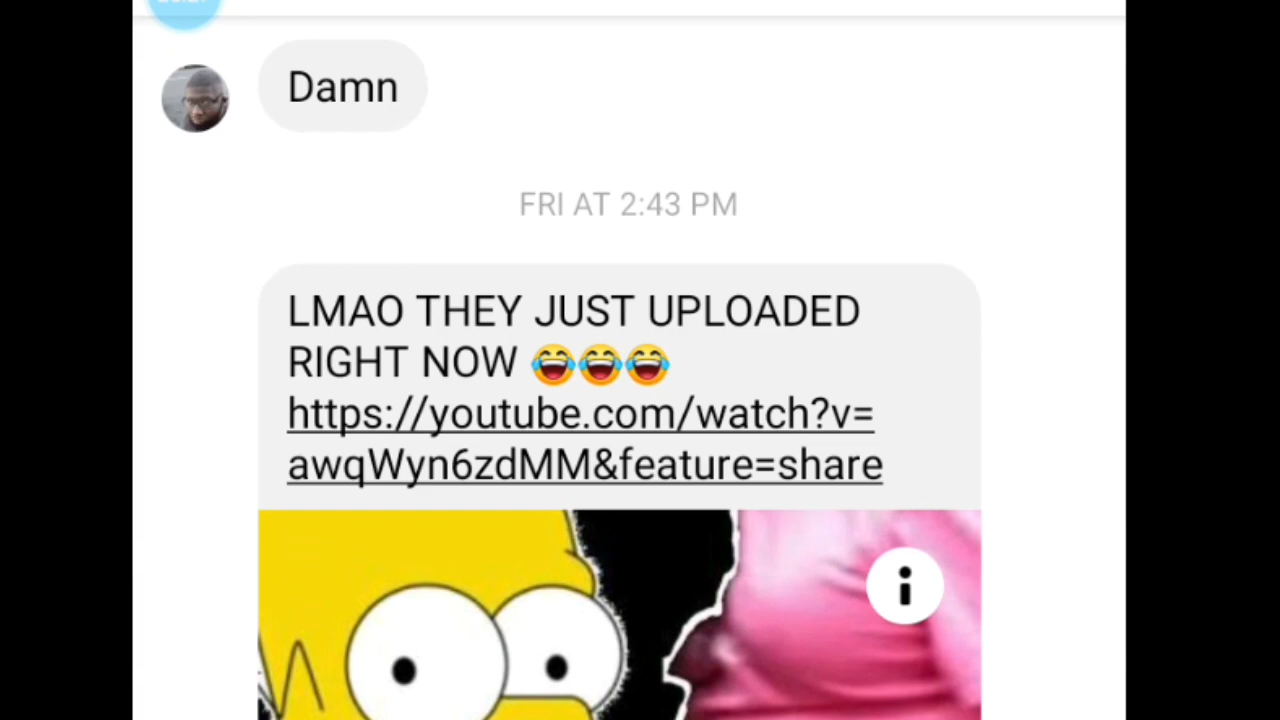 Damn
FRI AT 2:43 PM
LMAO THEY JUST UPLOADED
RIGHT NOW 😂😂😂
https://youtube.com/watch?v=
awqWyn6zdMM&feature=share